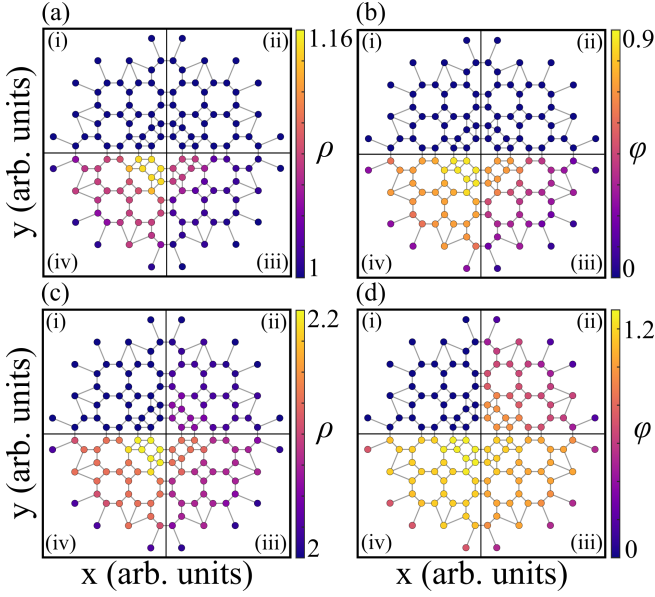 (a)
(b)
(i)
(ii)
1.16
(i)
(ii)
0.9
y (arb. units)
ρ
φ
(iv)
(iii)
1
(iv)
(iii)
0
(c)
(d)
(i)
(ii)
2.2
(i)
(ii)
1.2
y (arb. units)
ρ
φ
(iv)
(iii)
2
(iv)
(iii)
0
x (arb. units)
x (arb. units)